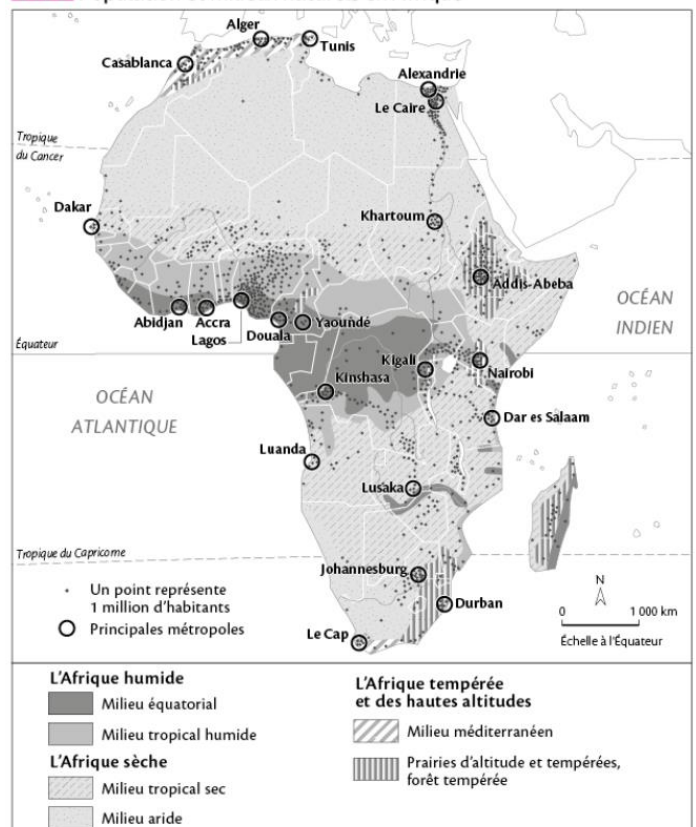 Alger
Tunis
Casablanca
Alexandrie
Le Caire
Tropique
du Cancer
Dakar
Khartoum
Addis-Abeba
OCÉAN
INDIEN
Abidjan
Accra
Lagos
Douala
Yaoundé
Équateur
Kigali
Nairobi
Kinshasa
OCÉAN
ATLANTIQUE
Dar es Salaam
Luanda
Lusaka
Tropique du Capricorne
Johannesburg
Un point représente
1 million d'habitants
Principales métropoles
Durban
Le Cap
N
0 1 000 km
Échelle à l'Équateur
L'Afrique humide
Milieu équatorial
Milieu tropical humide
L'Afrique sèche
Milieu tropical sec
Milieu aride
L'Afrique tempérée
et des hautes altitudes
Milieu méditerranéen
Prairies d'altitude et tempérées,
forêt tempérée